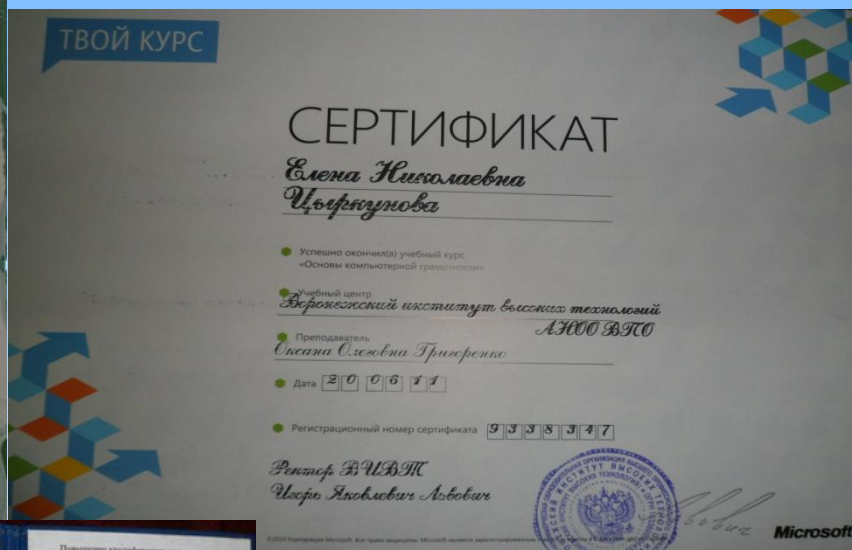 ТВОЙ КУРС
СЕРТИФИКАТ
Елена Николаевна
Цыркунова
Успешно окончил(а) учебный курс
«Основы компьютерной грамотности»
Учебный центр
Воронежский институт высоких технологий
АНОО ВПО
Преподаватель
Оксана Олеговна Григоренко
Дата 20 06 11
Регистрационный номер сертификата 9338347
Ректор ВИВТ
Игорь Яковлевич Львович
Microsoft